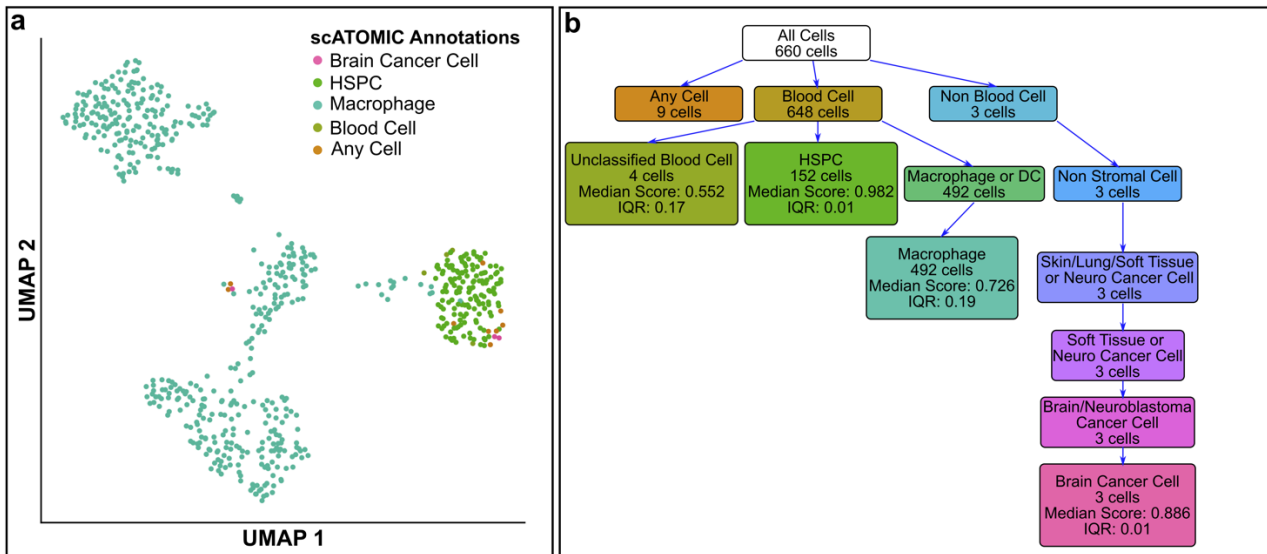 a
scATOMIC Annotations
Brain Cancer Cell
HSPC
Macrophage
Blood Cell
Any Cell
UMAP 2
UMAP 1
b
All Cells
660 cells
Any Cell
9 cells
Blood Cell
648 cells
Non Blood Cell
3 cells
Unclassified Blood Cell
4 cells
Median Score: 0.552
IQR: 0.17
HSPC
152 cells
Median Score: 0.982
IQR: 0.01
Macrophage or DC
492 cells
Non Stromal Cell
3 cells
Macrophage
492 cells
Median Score: 0.726
IQR: 0.19
Skin/Lung/Soft Tissue
or Neuro Cancer Cell
3 cells
Soft Tissue or
Neuro Cancer Cell
3 cells
Brain/Neuroblastoma
Cancer Cell
3 cells
Brain Cancer Cell
3 cells
Median Score: 0.886
IQR: 0.01